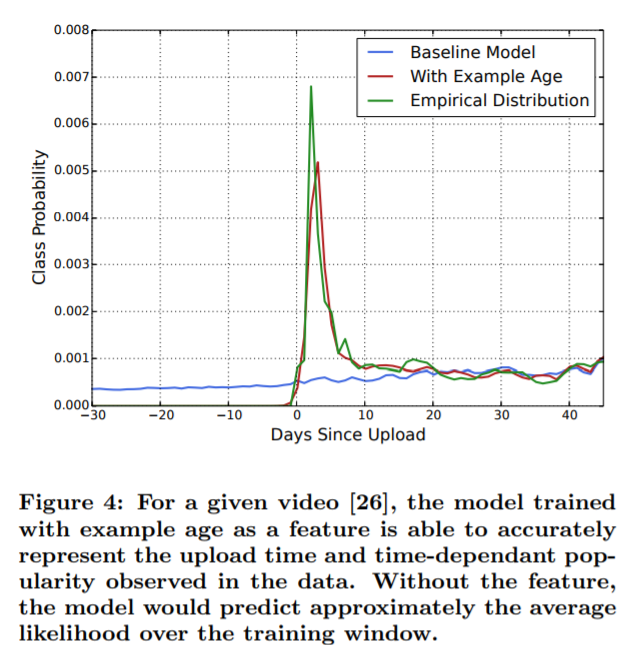 0.008
0.007
0.006
0.005
0.004
0.003
0.002
0.001
0.000
Class Probability
Baseline Model
With Example Age
Empirical Distribution
−30 −20 −10 0 10 20 30 40
Days Since Upload
Figure 4: For a given video [26], the model trained
with example age as a feature is able to accurately
represent the upload time and time-dependant pop-
ularity observed in the data. Without the feature,
the model would predict approximately the average
likelihood over the training window.